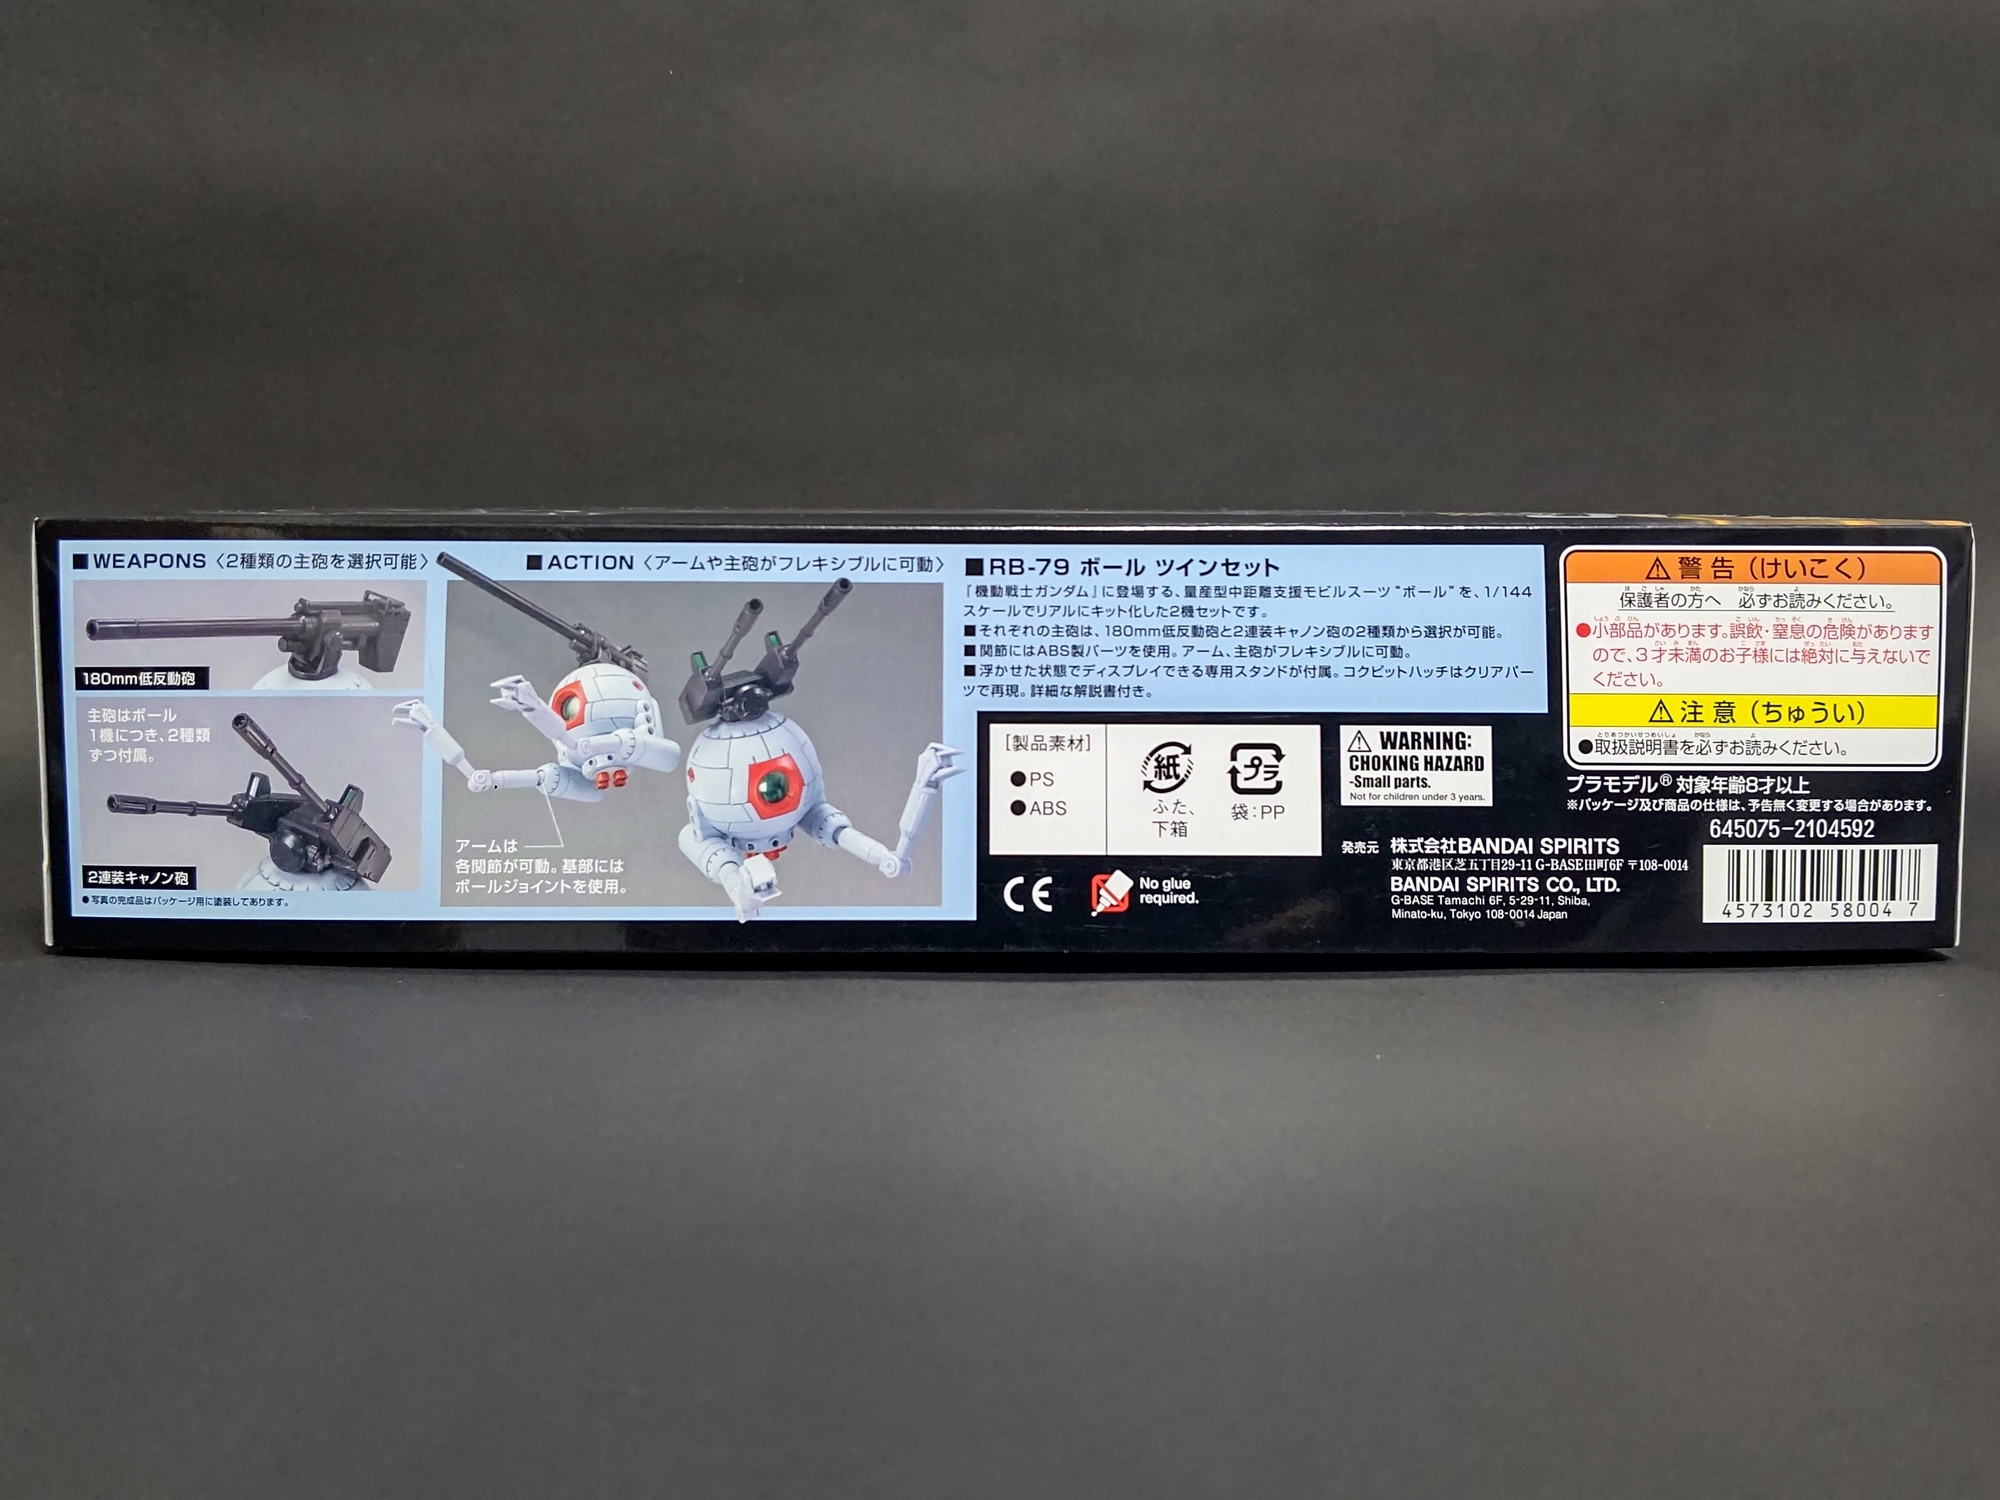 ■WEAPONS〈2種類の主砲を選択可能〉
180mm低反動砲
主砲はボール
1機につき、2種類
ずつ付属。
2連装キャノン砲
●写真の完成品はパッケージ用に塗装してあります。
■ACTION〈アームや主砲がフレキシブルに可動〉
アームは
各関節が可動。基部には
ボールジョイントを使用。
■RB-79 ボール ツインセット
『機動戦士ガンダム』に登場する、量産型中距離支援モビルスーツ“ボール”を、1/144
スケールでリアルにキット化した2機セットです。
■それぞれの主砲は、180mm低反動砲と2連装キャノン砲の2種類から選択が可能。
■関節にはABS製パーツを使用。アーム、主砲がフレキシブルに可動。
■浮かせた状態でディスプレイできる専用スタンドが付属。コクピットハッチはクリアパー
ツで再現。詳細な解説書付き。
[製品素材]
●PS
●ABS
紙
ふた、
下箱
プラ
袋:PP
WARNING:
CHOKING HAZARD
-Small parts.
Not for children under 3 years.
CE
No glue
required.
発売元 株式会社BANDAI SPIRITS
東京都港区芝五丁目29-11 G-BASE田町6F 〒108-0014
BANDAI SPIRITS CO., LTD.
G-BASE Tamachi 6F, 5-29-11, Shiba,
Minato-ku, Tokyo 108-0014 Japan
⚠警告(けいこく)
保護者の方へ 必ずお読みください。
●小部品があります。誤飲・窒息の危険があります
ので、3才未満のお子様には絶対に与えないで
ください。
⚠注意(ちゅうい)
●取扱説明書を必ずお読みください。
プラモデル® 対象年齢8才以上
※パッケージ及び商品の仕様は、予告無く変更する場合があります。
645075-2104592
4573102 58004 7